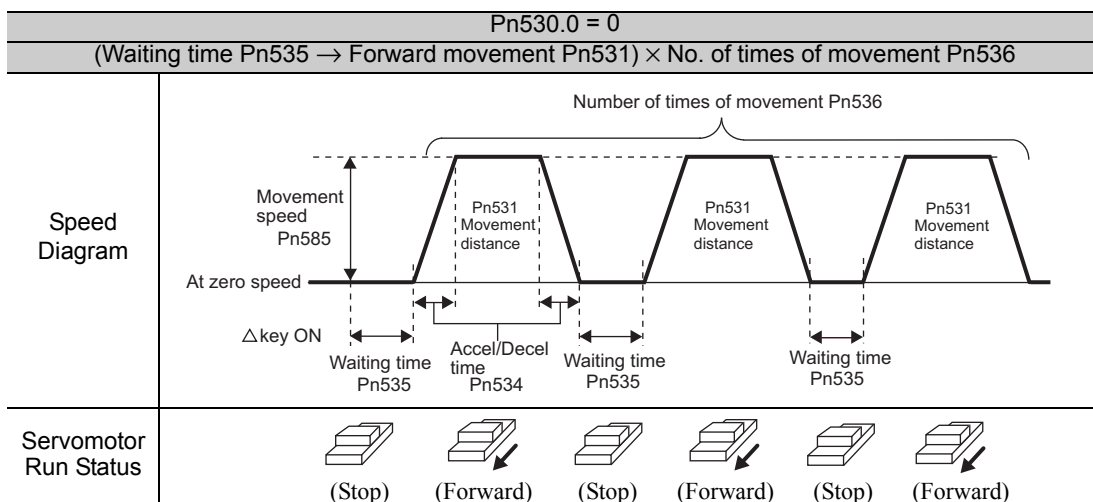 Pn530.0 = 0
(Waiting time Pn535 → Forward movement Pn531) × No. of times of movement Pn536
Speed
Diagram
Number of times of movement Pn536
Movement
speed
Pn585
Pn531
Movement
distance
Pn531
Movement
distance
Pn531
Movement
distance
At zero speed
△key ON
Waiting time
Pn535
Accel/Decel
time
Pn534
Waiting time
Pn535
Waiting time
Pn535
Servomotor
Run Status
(Stop) (Forward) (Stop) (Forward) (Stop) (Forward)